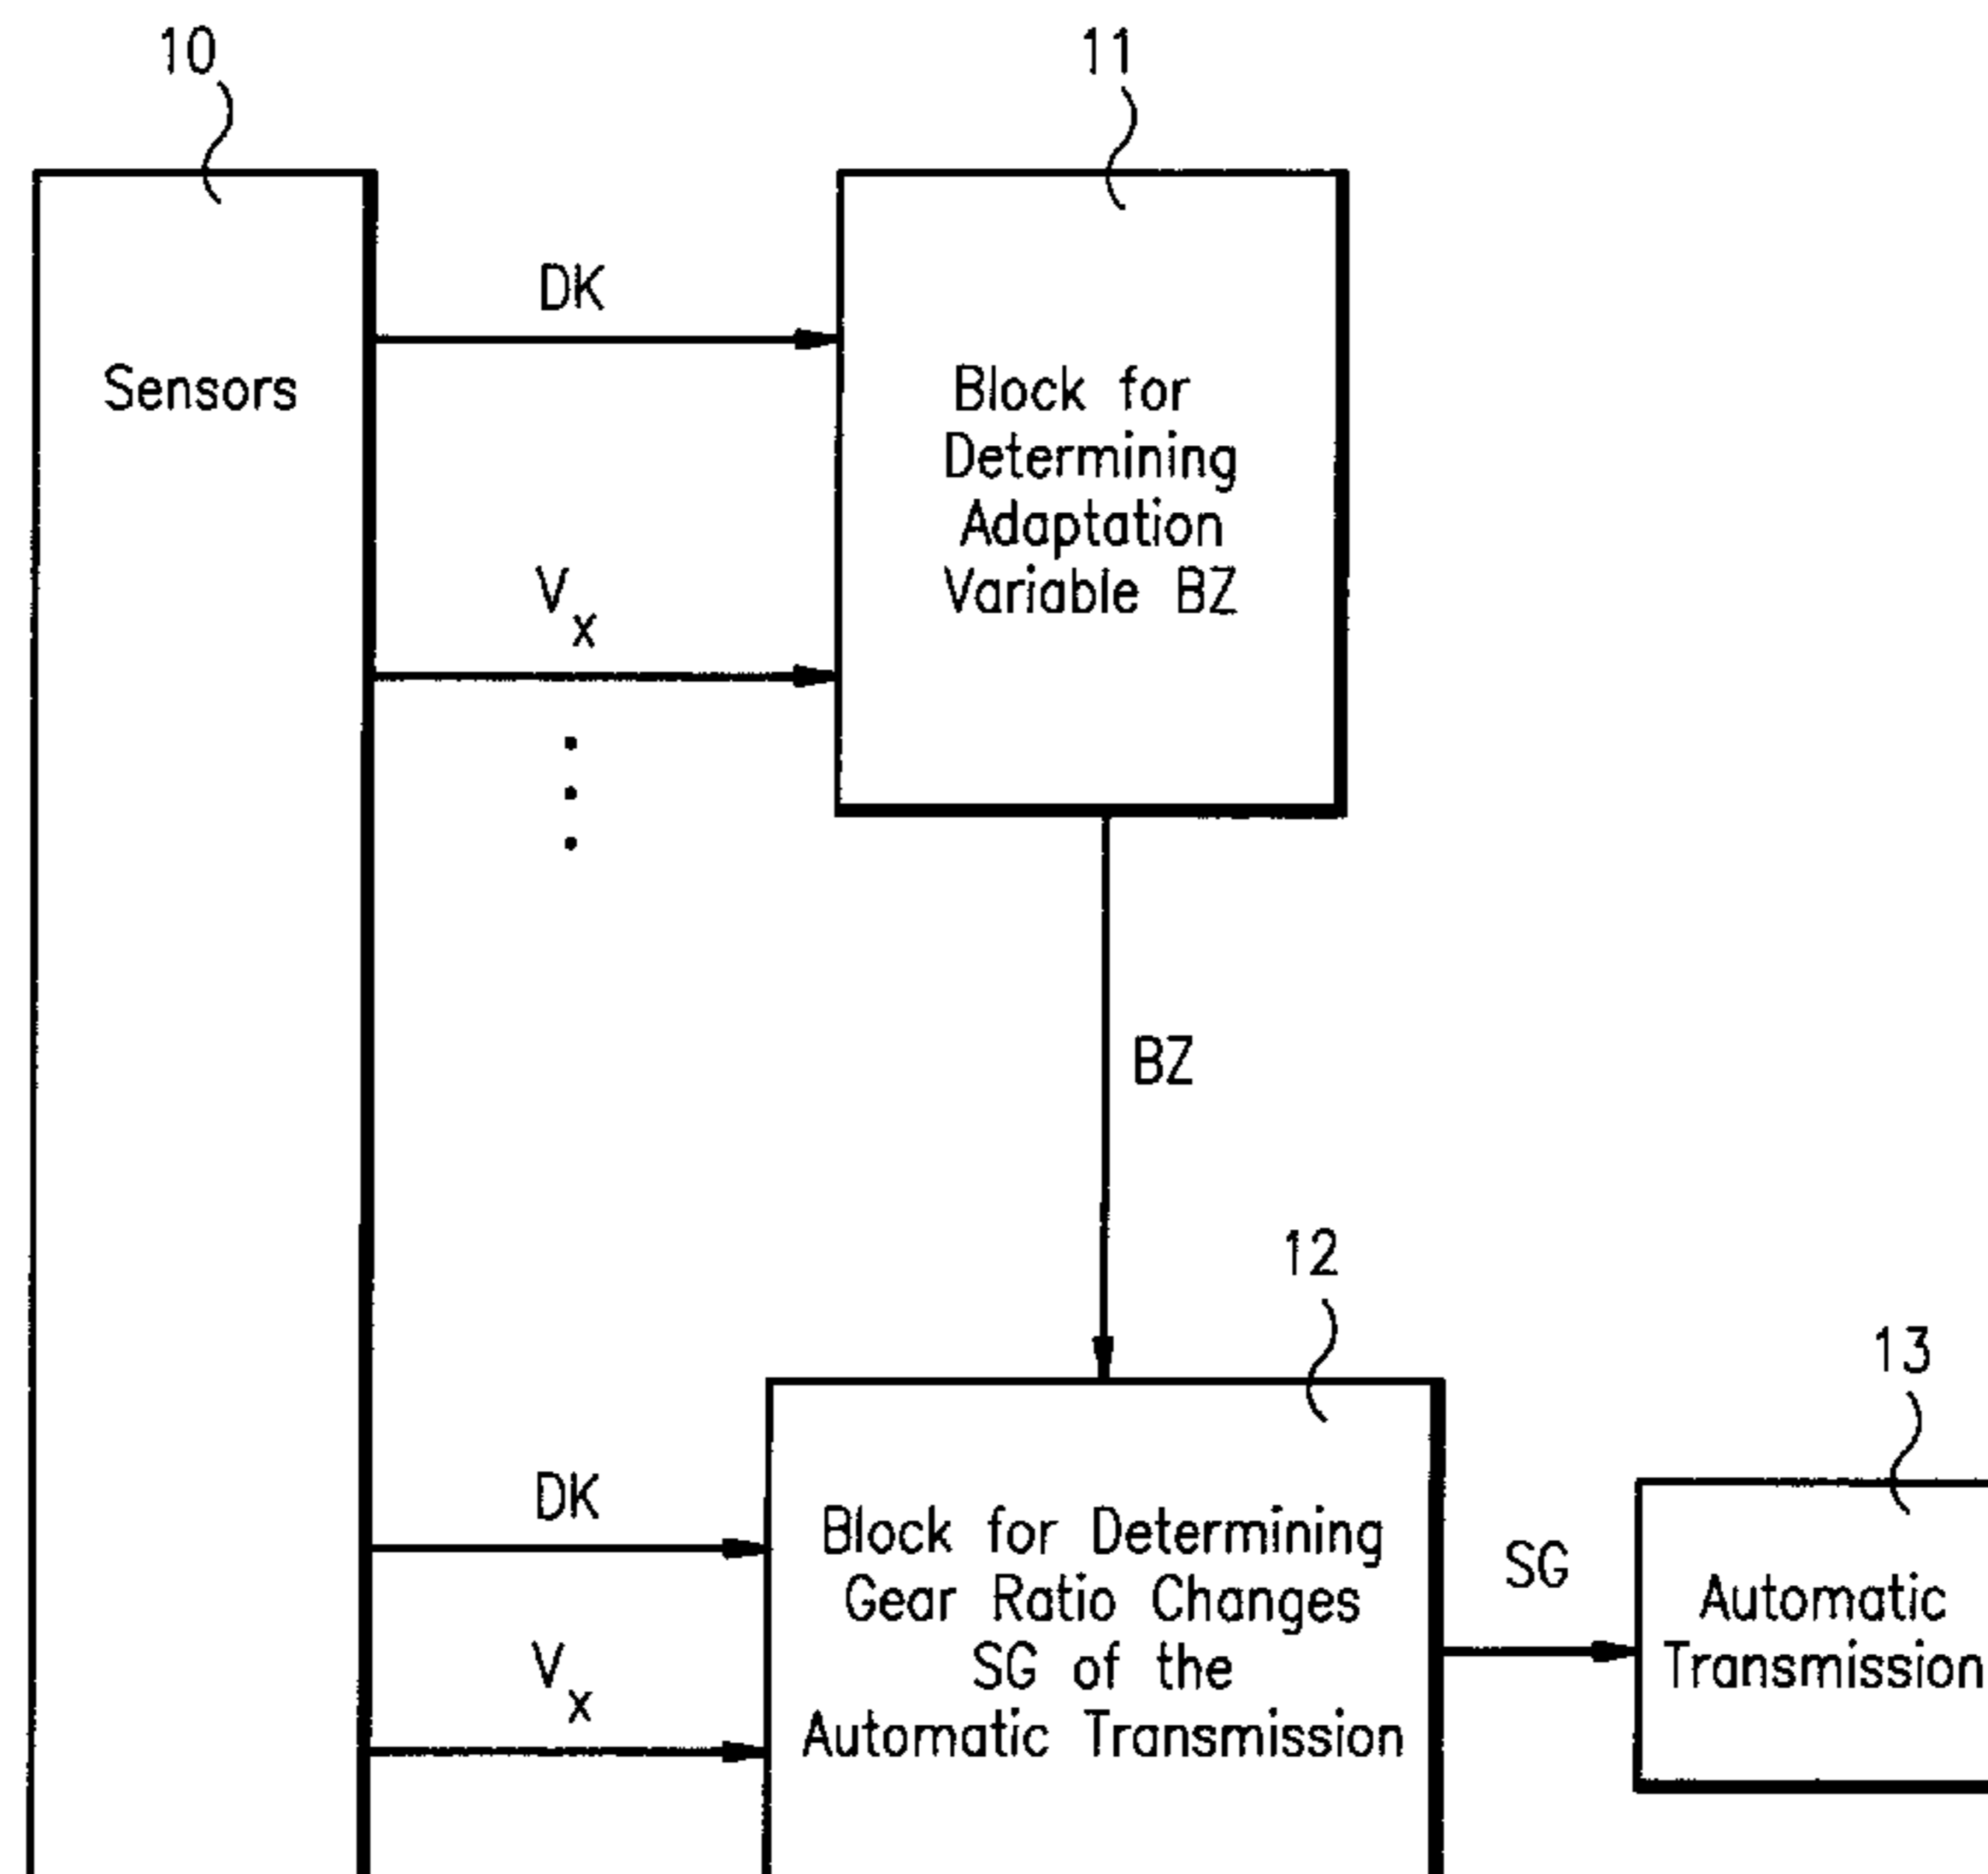 10
11
DK
Sensors
Block for
Determining
Adaptation
Variable BZ
Vx
BZ
12
13
DK
Block for Determining
Gear Ratio Changes
SG of the
Automatic Transmission
SG
Automatic
Transmission
Vx